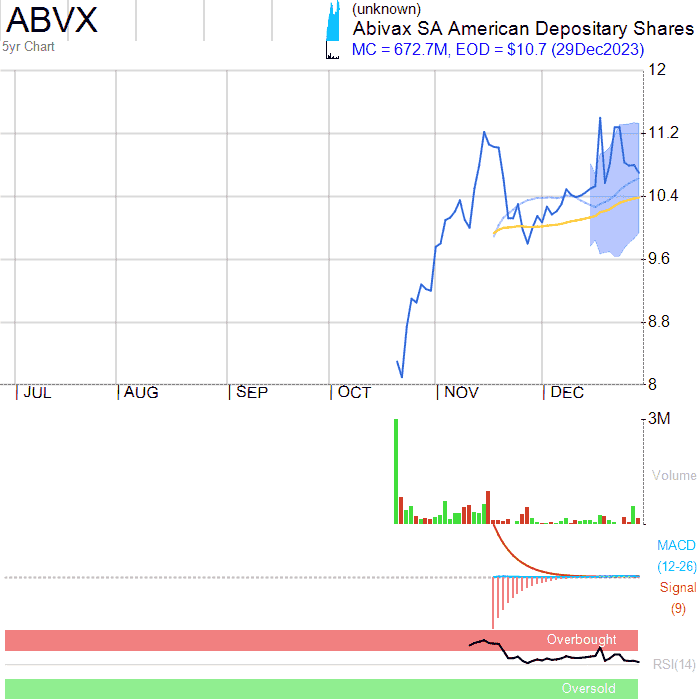 ABVX
5yr Chart
(unknown)
Abivax SA American Depositary Shares
MC = 672.7M, EOD = $10.7 (29Dec2023)
12
11.2
10.4
9.6
8.8
8
JUL AUG SEP OCT NOV DEC
3M
Volume
MACD
(12-26)
Signal
(9)
Overbought
RSI(14)
Oversold